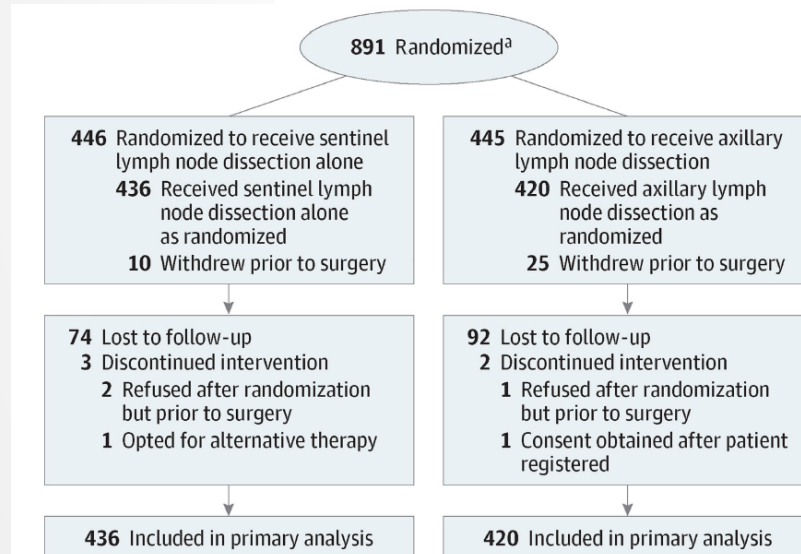 891 Randomizedª
446 Randomized to receive sentinel
lymph node dissection alone
436 Received sentinel lymph
node dissection alone
as randomized
10 Withdrew prior to surgery
445 Randomized to receive axillary
lymph node dissection
420 Received axillary lymph
node dissection as
randomized
25 Withdrew prior to surgery
74 Lost to follow-up
3 Discontinued intervention
2 Refused after randomization
but prior to surgery
1 Opted for alternative therapy
92 Lost to follow-up
2 Discontinued intervention
1 Refused after randomization
but prior to surgery
1 Consent obtained after patient
registered
436 Included in primary analysis
420 Included in primary analysis